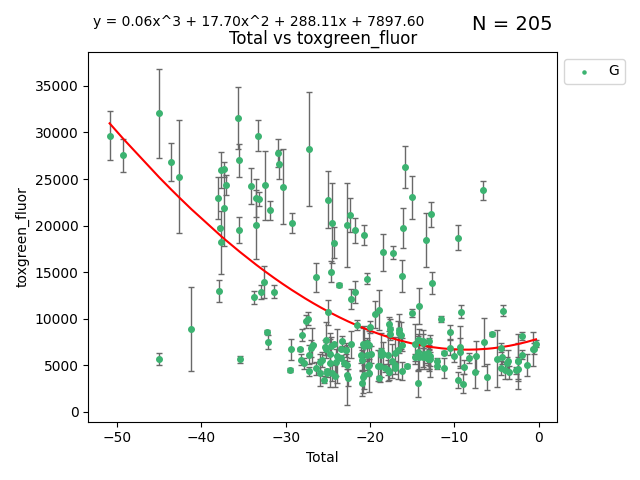 y = 0.06x^3 + 17.70x^2 + 288.11x + 7897.60
N = 205
Total vs toxgreen_fluor
G
35000
30000
25000
20000
15000
10000
5000
0
toxgreen_fluor
−50 −40 −30 −20 −10 0
Total